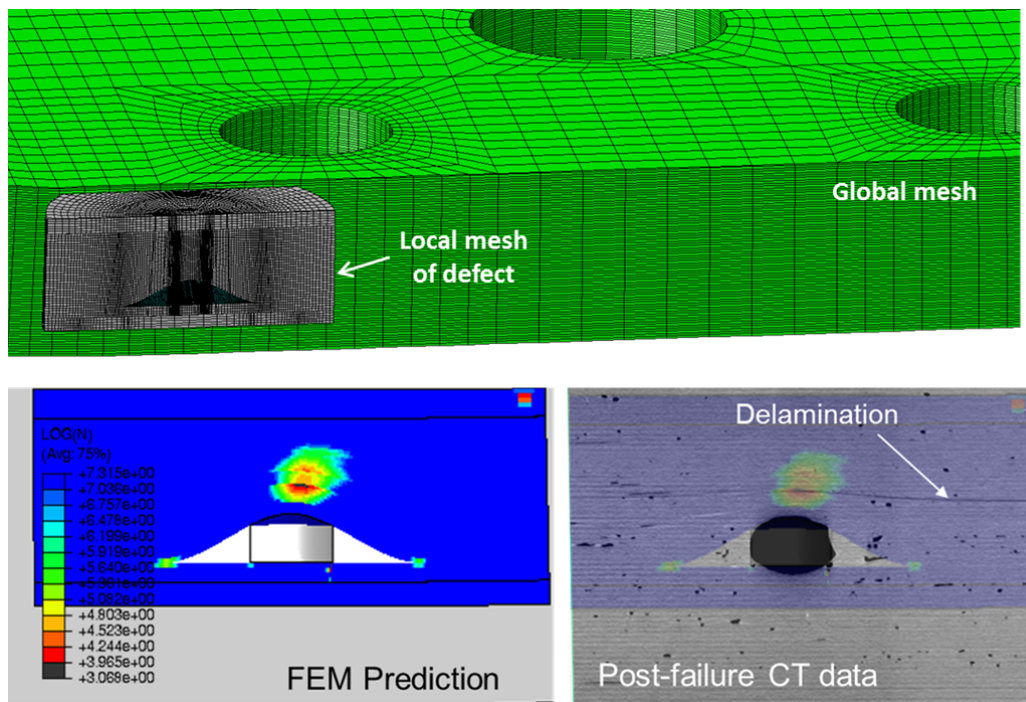 Global mesh
Local mesh
of defect
LOG(N)
(Avg: 75%)
+7.315e+00
+7.036e+00
+6.757e+00
+6.478e+00
+6.199e+00
+5.919e+00
+5.640e+00
+5.361e+00
+5.082e+00
+4.803e+00
+4.523e+00
+4.244e+00
+3.965e+00
+3.068e+00
FEM Prediction
Delamination
Post-failure CT data